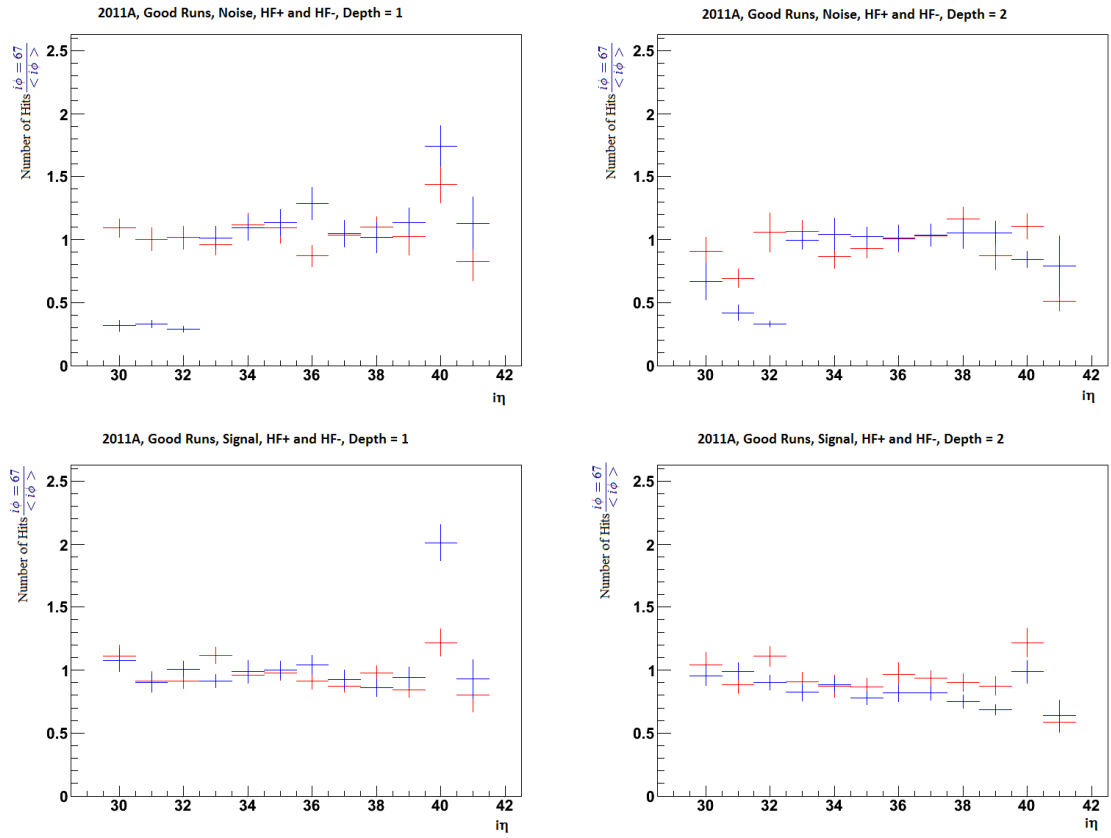 2011A, Good Runs, Noise, HF+ and HF-, Depth = 1
Number of Hits iϕ = 67 / < iϕ >
2.5
2
1.5
1
0.5
0
30 32 34 36 38 40 42
iη
2011A, Good Runs, Noise, HF+ and HF-, Depth = 2
Number of Hits iϕ = 67 / < iϕ >
2.5
2
1.5
1
0.5
0
30 32 34 36 38 40 42
iη
2011A, Good Runs, Signal, HF+ and HF-, Depth = 1
Number of Hits iϕ = 67 / < iϕ >
2.5
2
1.5
1
0.5
0
30 32 34 36 38 40 42
iη
2011A, Good Runs, Signal, HF+ and HF-, Depth = 2
Number of Hits iϕ = 67 / < iϕ >
2.5
2
1.5
1
0.5
0
30 32 34 36 38 40 42
iη